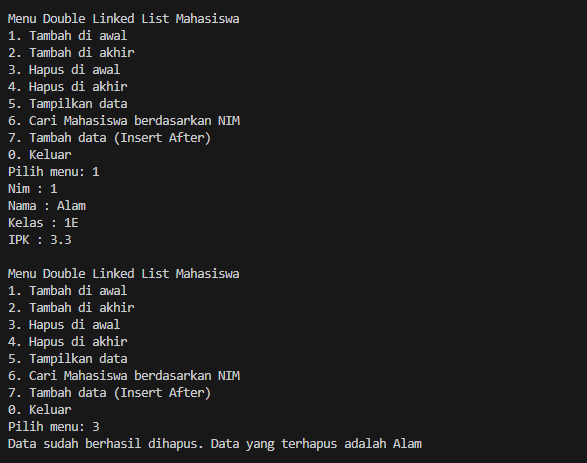 Menu Double Linked List Mahasiswa
1. Tambah di awal
2. Tambah di akhir
3. Hapus di awal
4. Hapus di akhir
5. Tampilkan data
6. Cari Mahasiswa berdasarkan NIM
7. Tambah data (Insert After)
0. Keluar
Pilih menu: 1
Nim : 1
Nama : Alam
Kelas : 1E
IPK : 3.3
Menu Double Linked List Mahasiswa
1. Tambah di awal
2. Tambah di akhir
3. Hapus di awal
4. Hapus di akhir
5. Tampilkan data
6. Cari Mahasiswa berdasarkan NIM
7. Tambah data (Insert After)
0. Keluar
Pilih menu: 3
Data sudah berhasil dihapus. Data yang terhapus adalah Alam